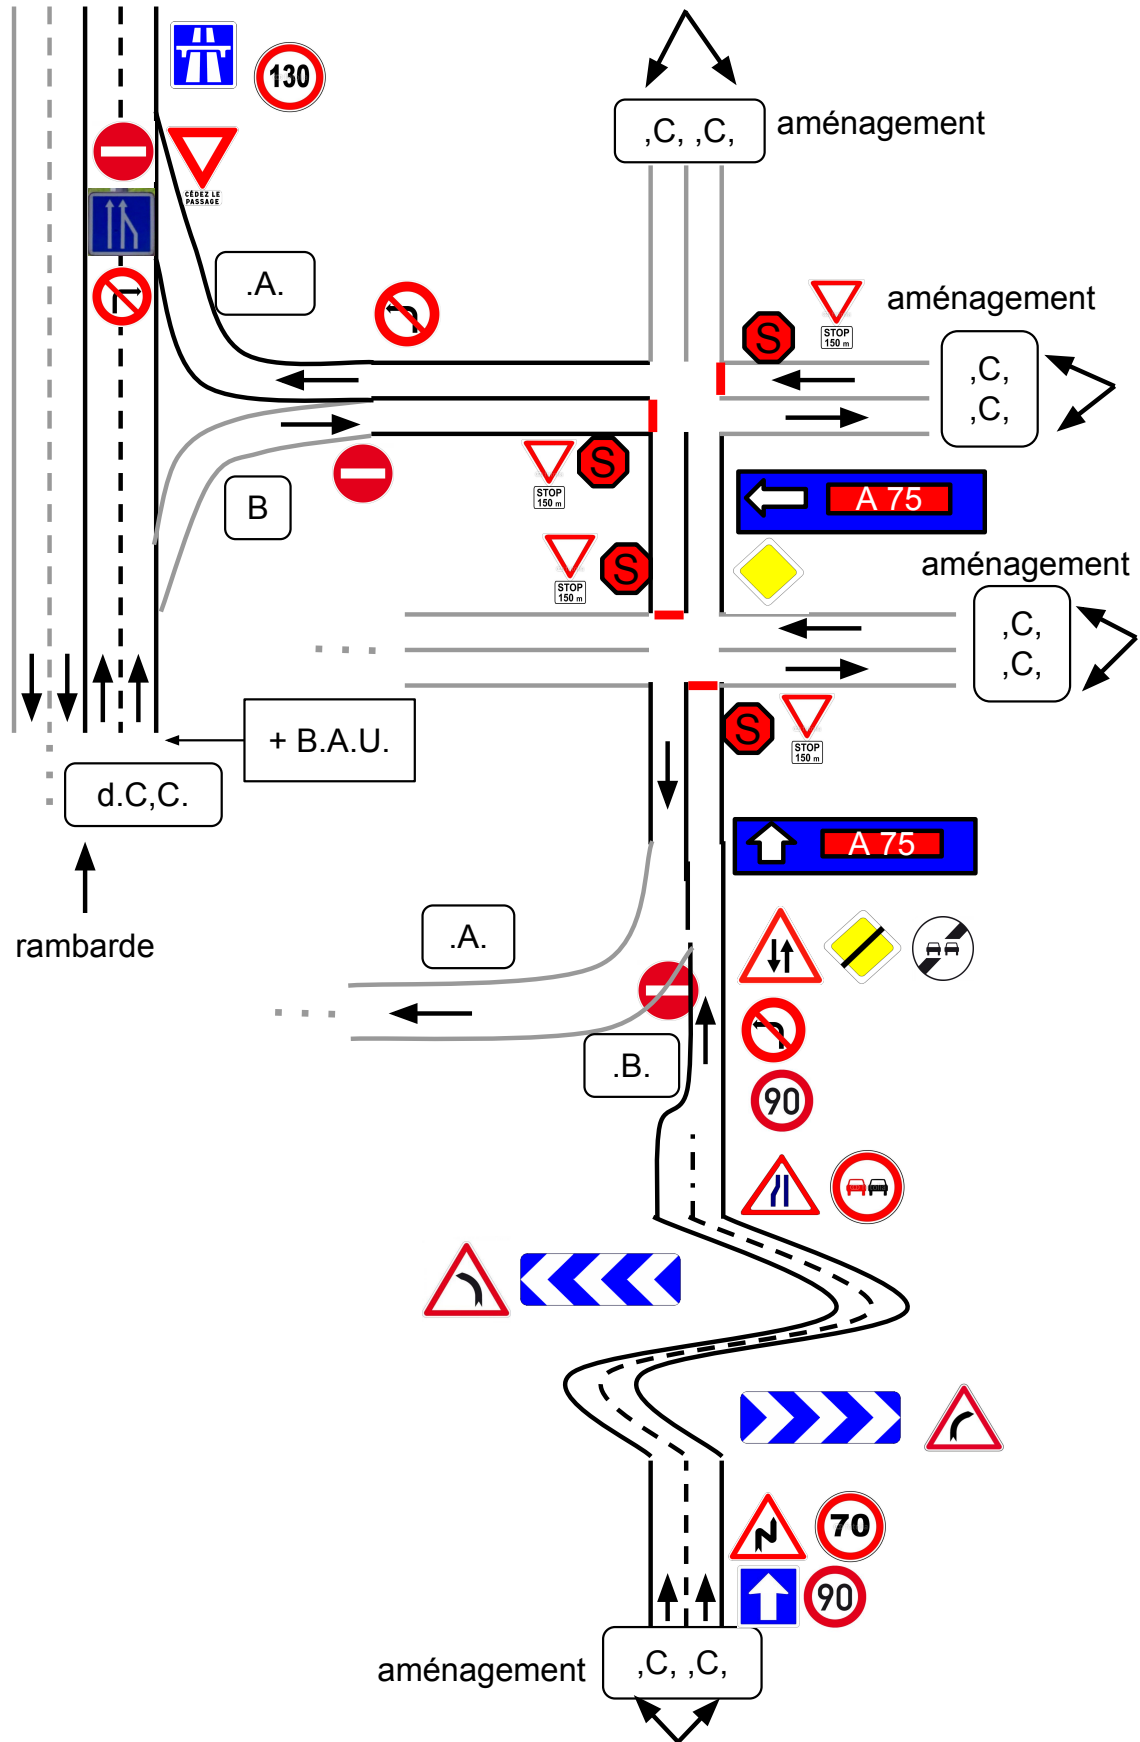 130
,C, ,C,
aménagement
CÉDEZ LE
PASSAGE
.A.
aménagement
STOP
150 m
S
,C,
,C,
B
STOP
150 m
S
A 75
STOP
150 m
S
aménagement
,C,
,C,
+ B.A.U.
S
STOP
150 m
d.C,C.
A 75
rambarde
.A.
.B.
90
70
90
aménagement
,C, ,C,